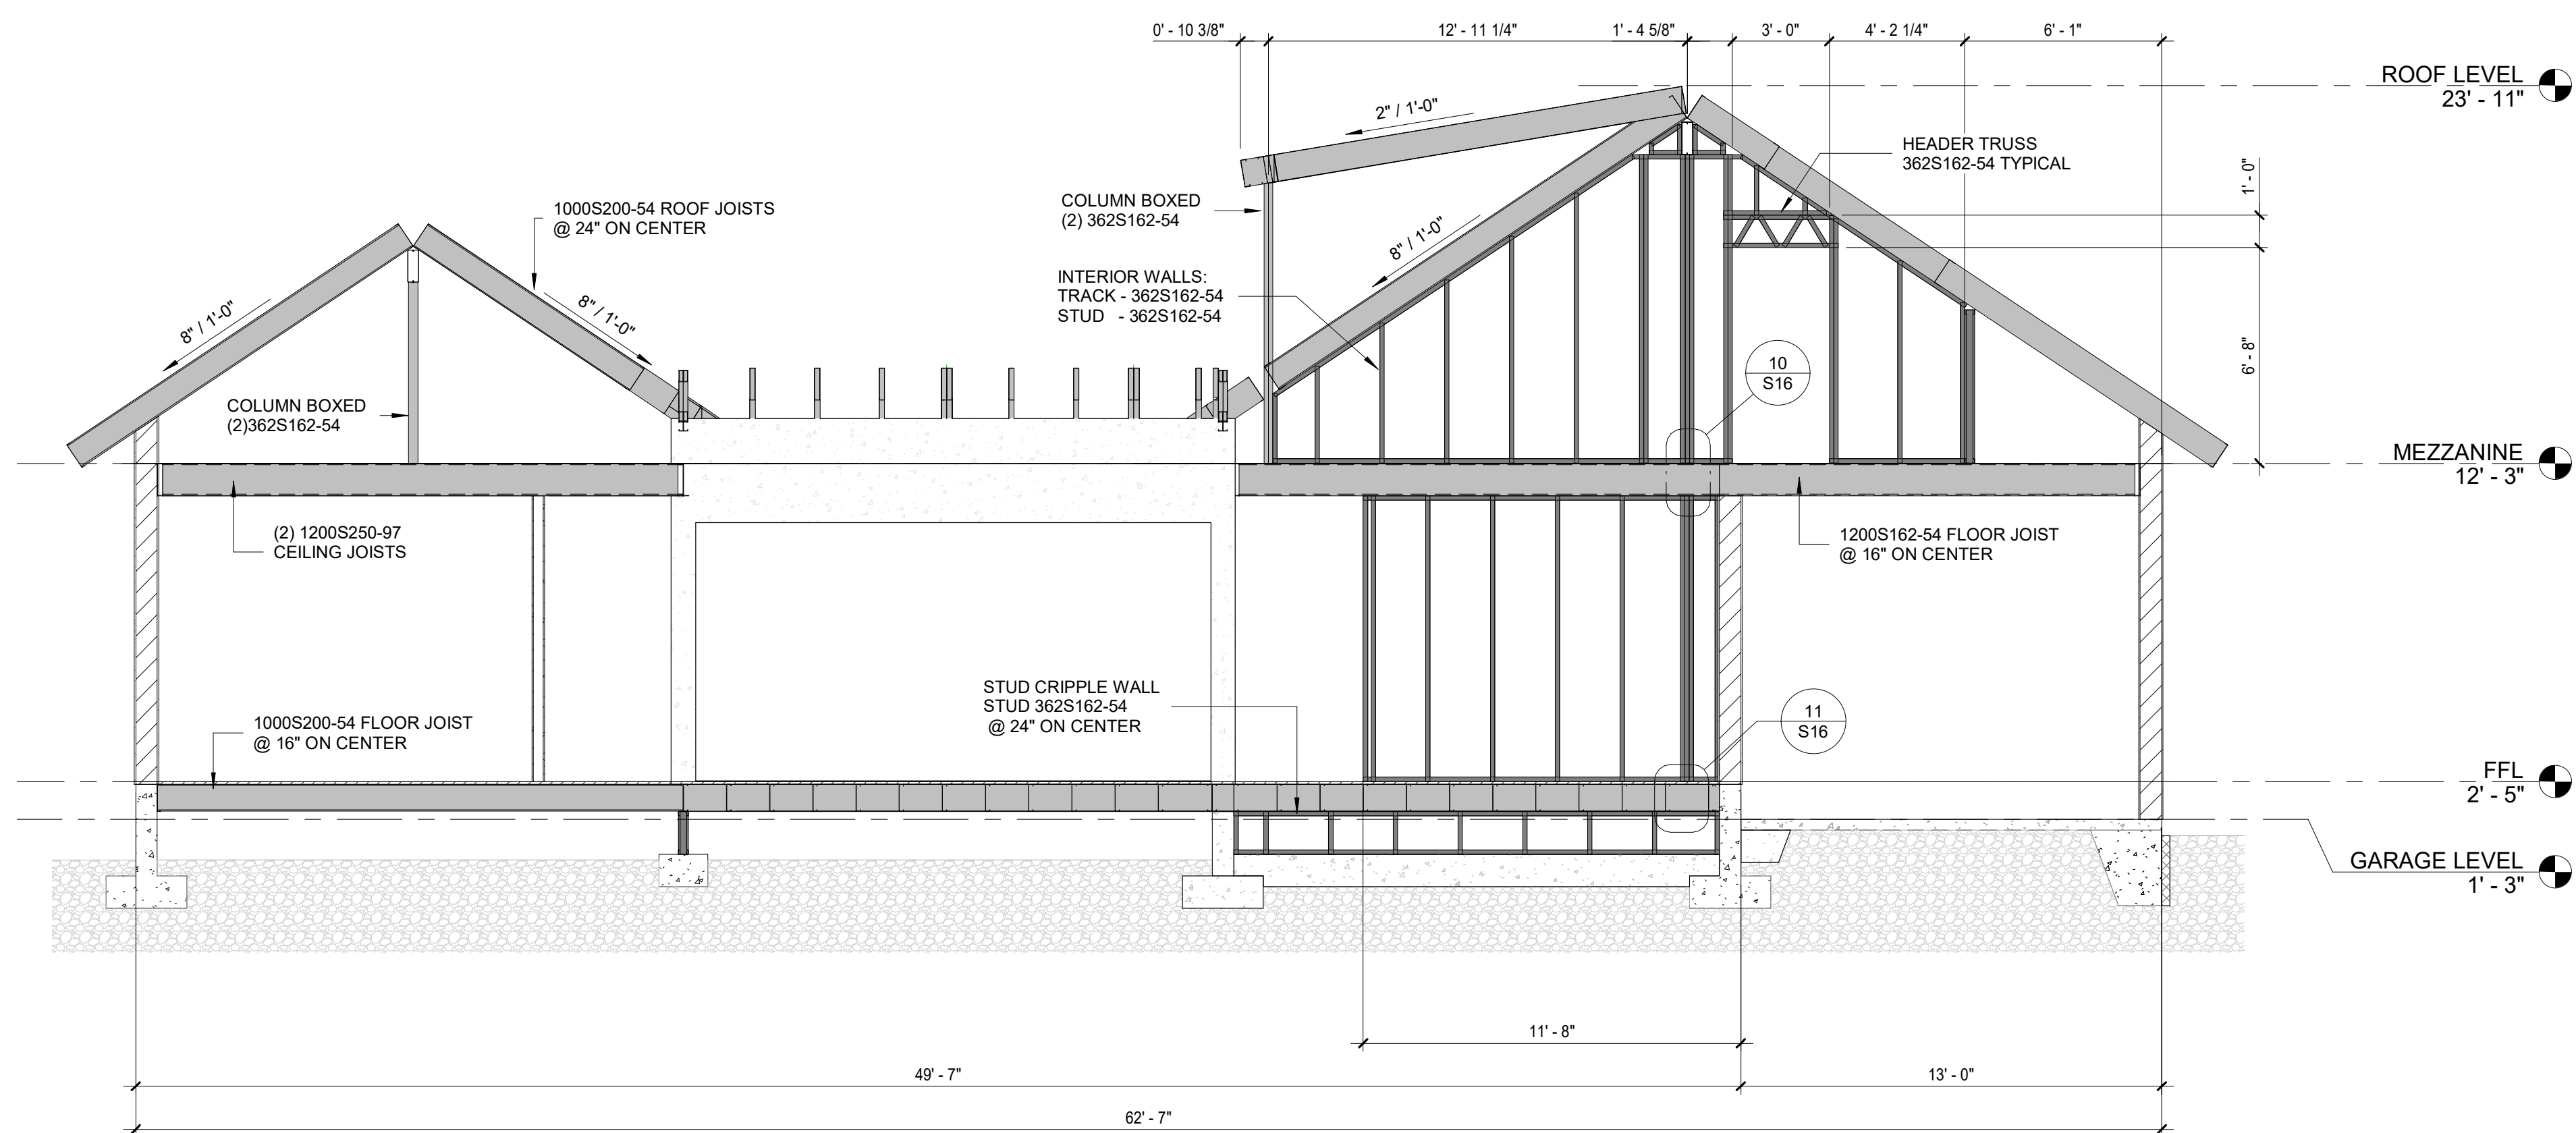 0' - 10 3/8"
12' - 11 1/4"
1' - 4 5/8"
3' - 0"
4' - 2 1/4"
6' - 1"
ROOF LEVEL
23' - 11"
2" / 1'-0"
HEADER TRUSS
362S162-54 TYPICAL
1' - 0"
COLUMN BOXED
(2) 362S162-54
1000S200-54 ROOF JOISTS
@ 24" ON CENTER
8" / 1'-0"
INTERIOR WALLS:
TRACK - 362S162-54
STUD - 362S162-54
8" / 1'-0"
8" / 1'-0"
6' - 8"
10
S16
COLUMN BOXED
(2)362S162-54
MEZZANINE
12' - 3"
(2) 1200S250-97
CEILING JOISTS
1200S162-54 FLOOR JOIST
@ 16" ON CENTER
STUD CRIPPLE WALL
STUD 362S162-54
@ 24" ON CENTER
11
S16
1000S200-54 FLOOR JOIST
@ 16" ON CENTER
FFL
2' - 5"
GARAGE LEVEL
1' - 3"
11' - 8"
49' - 7"
13' - 0"
62' - 7"